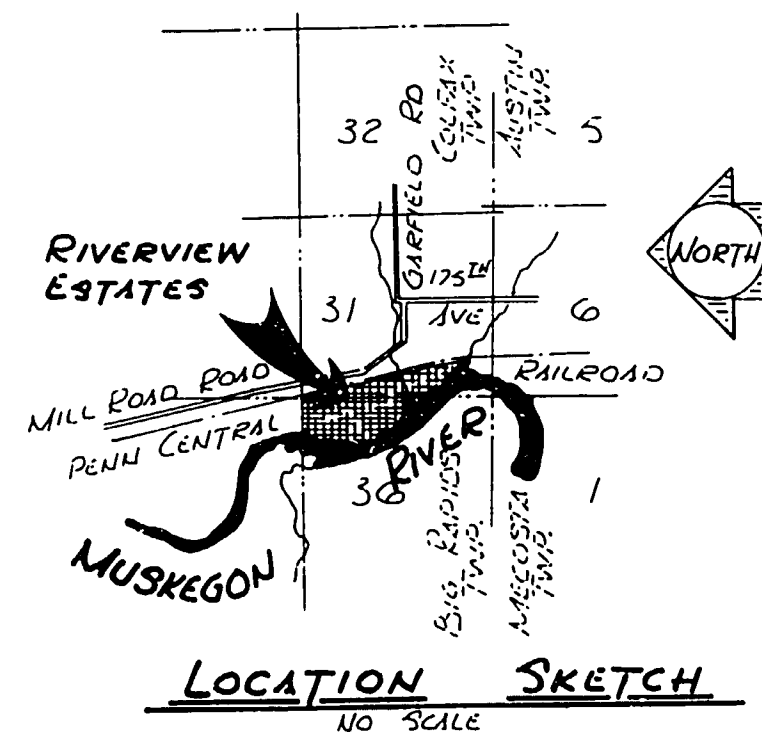 32
GARFIELD RD
COLFAX
TWP.
AUSTIN
TWP.
5
RIVERVIEW
ESTATES
NORTH
175TH
AVE
31
6
MILL ROAD ROAD
PENN CENTRAL
RAILROAD
MUSKEGON
RIVER
36
BIG RAPIDS
TWP.
MECOSTA
TWP.
1
LOCATION SKETCH
NO SCALE